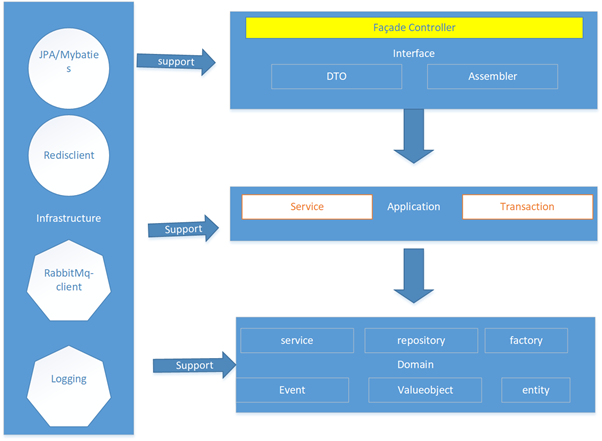 JPA/Mybatie
s
Redisclient
Infrastructure
RabbitMq-
client
Logging
support
Support
Support
Façade Controller
Interface
DTO
Assembler
Service
Application
Transaction
service
repository
factory
Domain
Event
Valueobject
entity